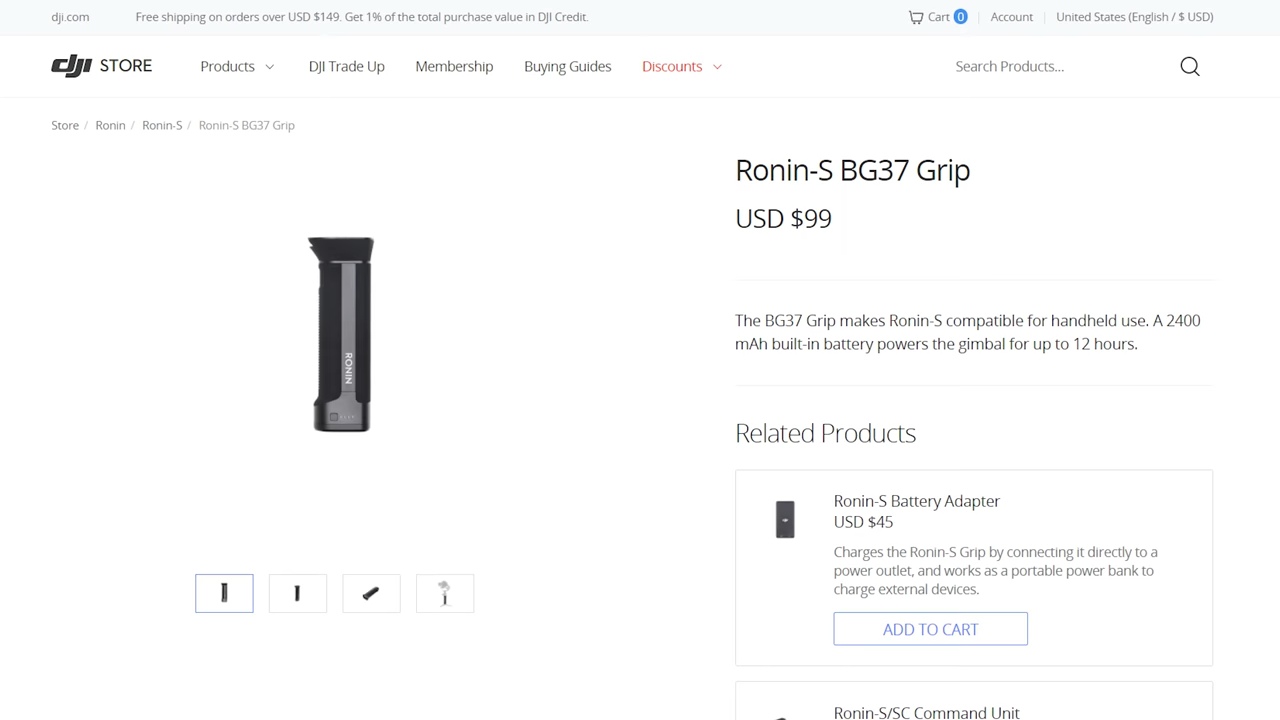 dji.com Free shipping on orders over USD $149. Get 1% of the total purchase value in DJI Credit. Cart 0 Account United States (English / $ USD)
dji STORE Products DJI Trade Up Membership Buying Guides Discounts Search Products...
Store / Ronin / Ronin-S / Ronin-S BG37 Grip
Ronin-S BG37 Grip
USD $99
The BG37 Grip makes Ronin-S compatible for handheld use. A 2400
mAh built-in battery powers the gimbal for up to 12 hours.
RONIN
Related Products
Ronin-S Battery Adapter
USD $45
Charges the Ronin-S Grip by connecting it directly to a
power outlet, and works as a portable power bank to
charge external devices.
ADD TO CART
Ronin-S/SC Command Unit